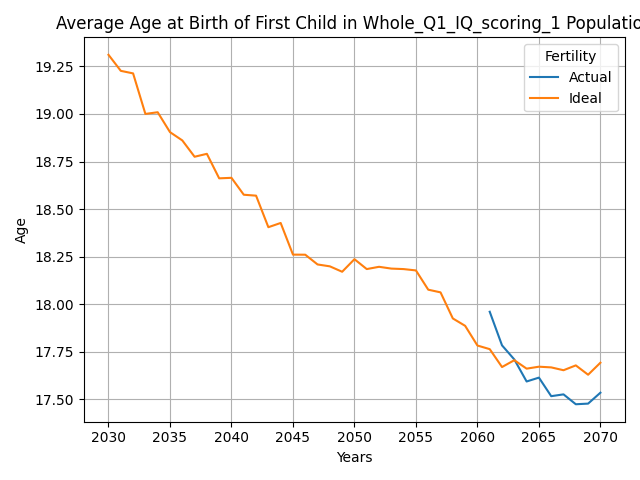 Average Age at Birth of First Child in Whole_Q1_IQ_scoring_1 Populatio
Fertility
Actual
Ideal
Age
19.25
19.00
18.75
18.50
18.25
18.00
17.75
17.50
2030 2035 2040 2045 2050 2055 2060 2065 2070
Years